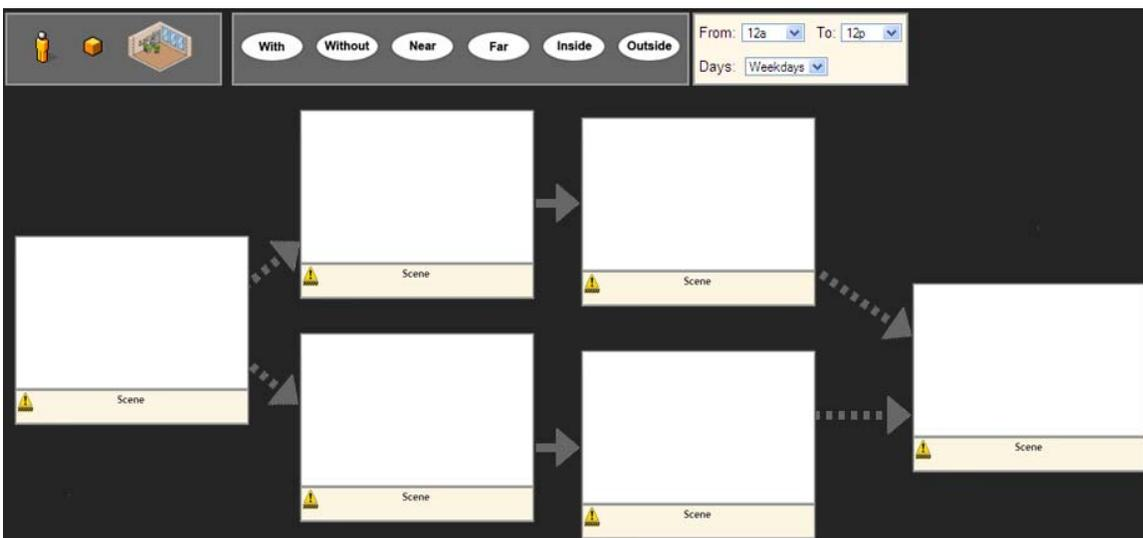 With Without Near Far Inside Outside
From: 12a To: 12p
Days: Weekdays
Scene
Scene
Scene
Scene
Scene
Scene